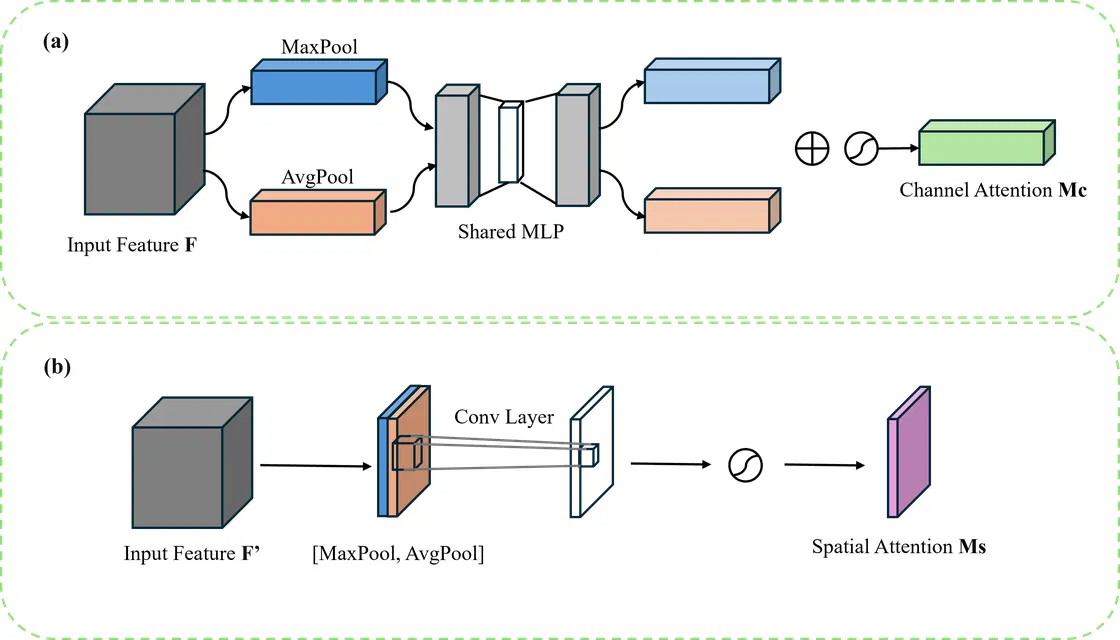 (a)
MaxPool
AvgPool
Input Feature F
Shared MLP
Channel Attention Mc
(b)
Conv Layer
Input Feature F’
[MaxPool, AvgPool]
Spatial Attention Ms